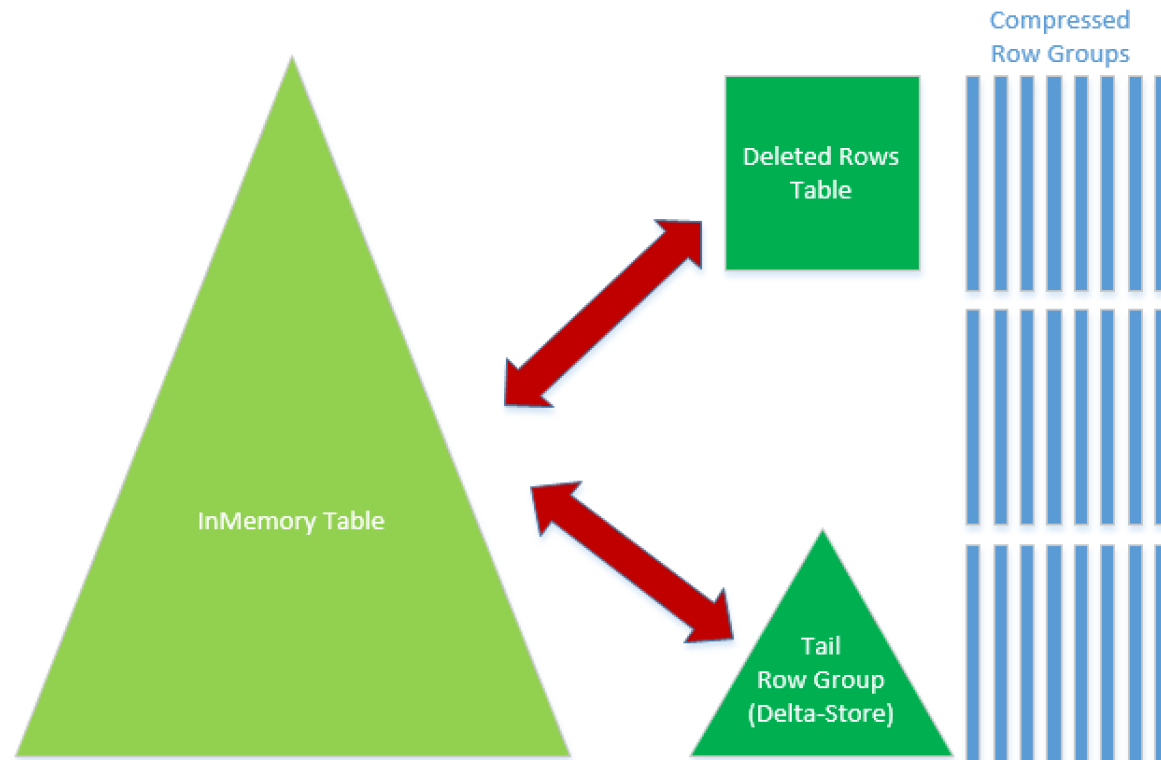 Compressed
Row Groups
Deleted Rows
Table
InMemory Table
Tail
Row Group
(Delta-Store)